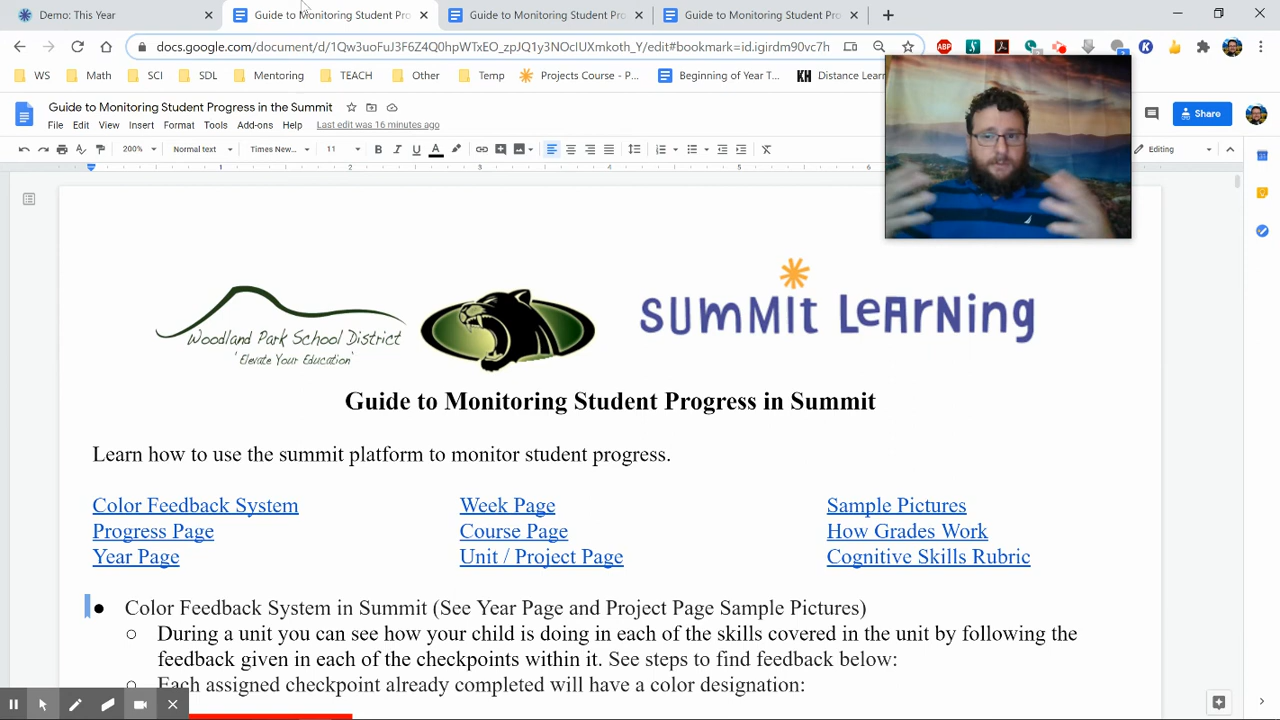 Demo: This Year
Guide to Monitoring Student Pro
Guide to Monitoring Student Pro
Guide to Monitoring Student Pro
docs.google.com/document/d/1Qw3uoFuJ3F6Z4Q0hpWTxEO_zpJQ1y3NOcIUXmkoth_Y/edit#bookmark=id.igirdm90vc7h
ABP
WS
Math
SCI
SDL
Mentoring
TEACH
Other
Temp
Projects Course - P...
Beginning of Year T...
KH
Distance Lear
Guide to Monitoring Student Progress in the Summit
File Edit View Insert Format Tools Add-ons Help Last edit was 16 minutes ago
Share
200% Normal text Times New... 11 B I U A Editing
1 2 3 4 5 6
Woodland Park School District
'Elevate Your Education'
SUMMIT LEARNING
Guide to Monitoring Student Progress in Summit
Learn how to use the summit platform to monitor student progress.
Color Feedback System Week Page Sample Pictures
Progress Page Course Page How Grades Work
Year Page Unit / Project Page Cognitive Skills Rubric
● Color Feedback System in Summit (See Year Page and Project Page Sample Pictures)
○ During a unit you can see how your child is doing in each of the skills covered in the unit by following the
feedback given in each of the checkpoints within it. See steps to find feedback below:
○ Each assigned checkpoint already completed will have a color designation: